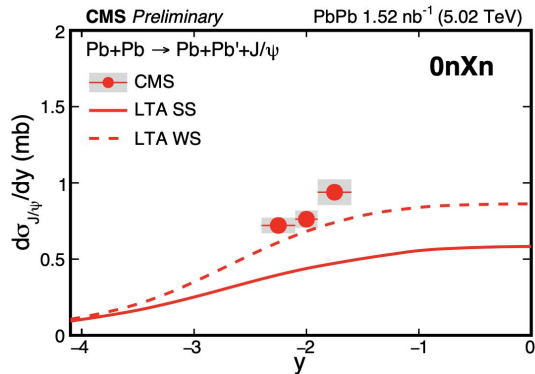 CMS Preliminary PbPb 1.52 nb⁻¹ (5.02 TeV)
Pb+Pb → Pb+Pb'+J/ψ
0nXn
CMS
LTA SS
LTA WS
dσ_J/ψ/dy (mb)
2
1.5
1
0.5
0
−4 −3 −2 −1 0
y